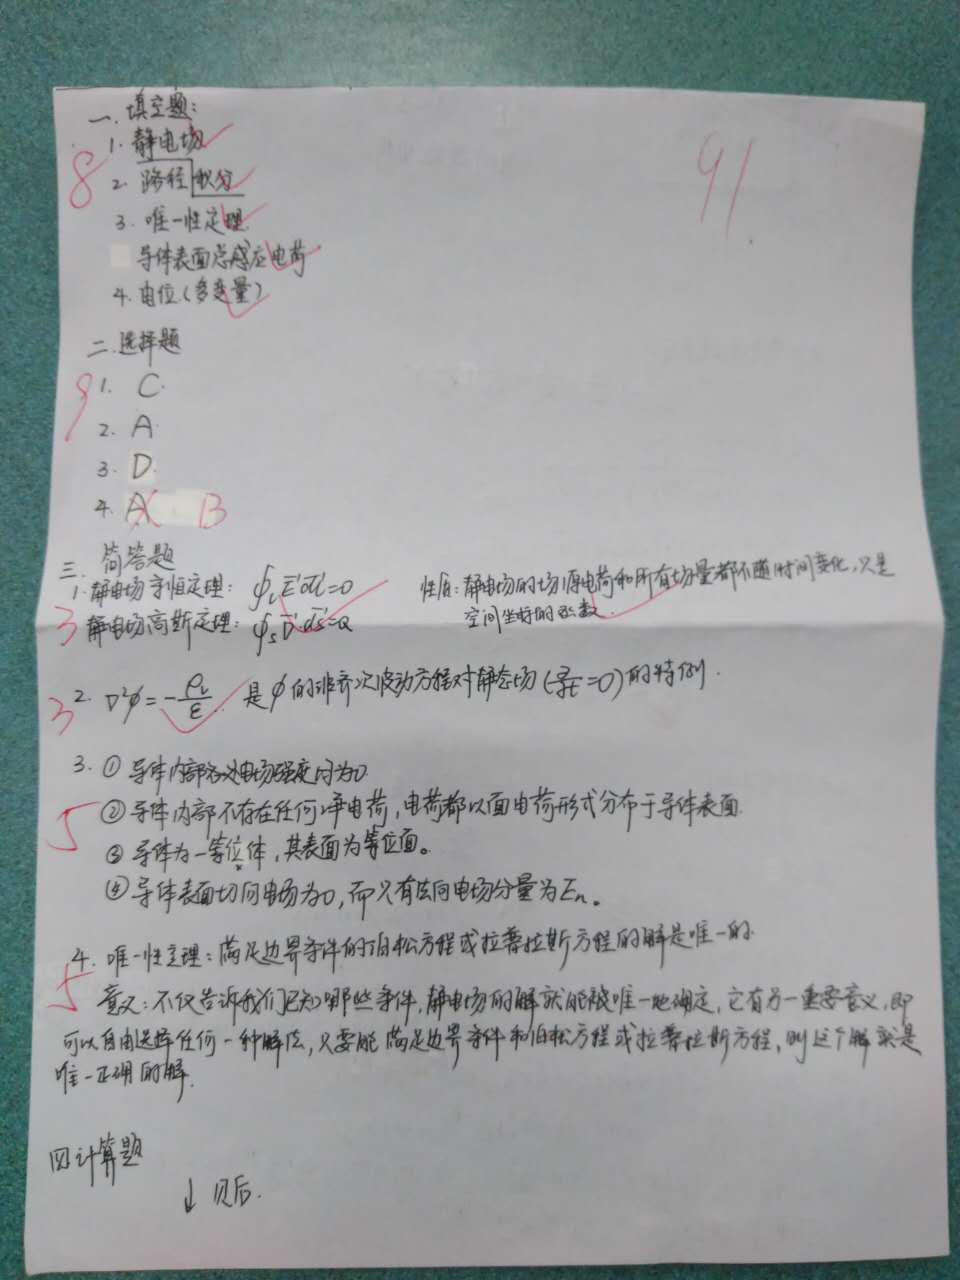 91
一. 填空题:
8
1. 静电场
2. 路径积分
3. 唯一性定理.
导体表面总感应电荷
4. 电位(多变量)
二.选择题
9
1. C.
2. A.
3. D.
4. A B
三. 简答题
1.静电场守恒定理: ∮ₗE⃗·dl⃗=0 性质:静电场的场源电荷和所有场量都不随时间变化,只是
3 静电场高斯定理: ∮ₛD⃗·ds⃗=Q 空间坐标的函数.
3 2. ∇²φ=-ρᵥ/ε 是φ的非齐次波动方程对静态场(∂/∂t=0)的特例.
3. ① 导体内部电场强度均为0
5 ②导体内部不存在任何净电荷,电荷都以面电荷形式分布于导体表面.
③ 导体为一等位体,其表面为等位面。
④ 导体表面切向电场为0,而只有法向电场分量为Eₙ。
4. 唯一性定理:满足边界条件的泊松方程或拉普拉斯方程的解是唯一的.
5 意义:不仅告诉我们已知哪些条件,静电场的解就能被唯一地确定,它有另一重要意义,即
可以自由选择任何一种解法,只要能满足边界条件和泊松方程或拉普拉斯方程,则这个解就是
唯一正确的解.
四计算题
↓ 见后.